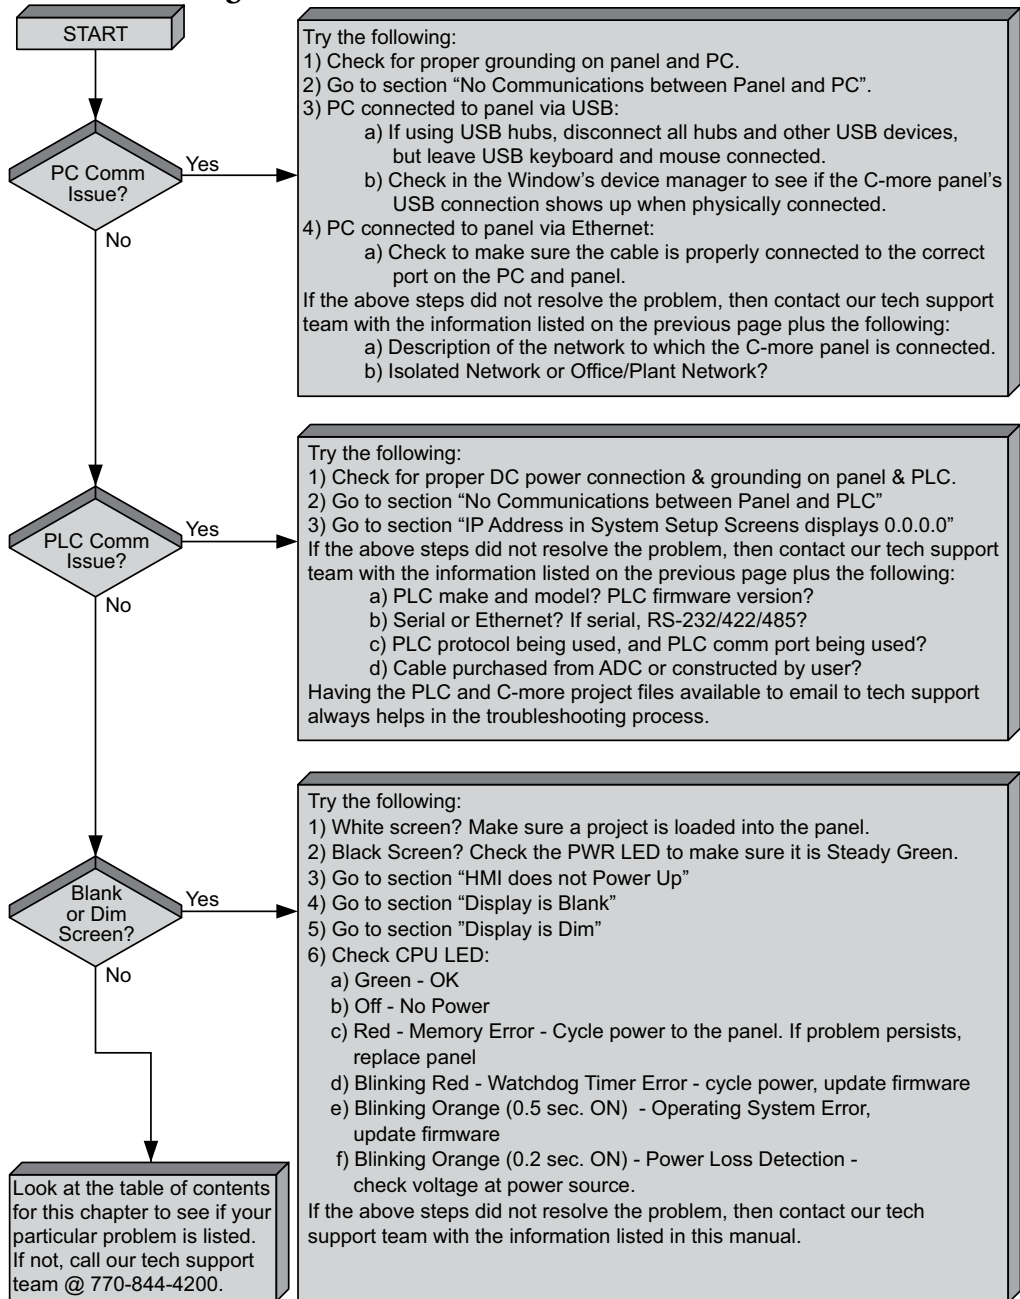 START
Try the following:
1) Check for proper grounding on panel and PC.
2) Go to section “No Communications between Panel and PC”.
3) PC connected to panel via USB:
a) If using USB hubs, disconnect all hubs and other USB devices,
but leave USB keyboard and mouse connected.
b) Check in the Window’s device manager to see if the C-more panel’s
USB connection shows up when physically connected.
4) PC connected to panel via Ethernet:
a) Check to make sure the cable is properly connected to the correct
port on the PC and panel.
If the above steps did not resolve the problem, then contact our tech support
team with the information listed on the previous page plus the following:
a) Description of the network to which the C-more panel is connected.
b) Isolated Network or Office/Plant Network?
PC Comm
Issue?
Yes
No
Try the following:
1) Check for proper DC power connection & grounding on panel & PLC.
2) Go to section “No Communications between Panel and PLC”
3) Go to section “IP Address in System Setup Screens displays 0.0.0.0”
If the above steps did not resolve the problem, then contact our tech support
team with the information listed on the previous page plus the following:
a) PLC make and model? PLC firmware version?
b) Serial or Ethernet? If serial, RS-232/422/485?
c) PLC protocol being used, and PLC comm port being used?
d) Cable purchased from ADC or constructed by user?
Having the PLC and C-more project files available to email to tech support
always helps in the troubleshooting process.
PLC Comm
Issue?
Yes
No
Try the following:
1) White screen? Make sure a project is loaded into the panel.
2) Black Screen? Check the PWR LED to make sure it is Steady Green.
3) Go to section “HMI does not Power Up”
4) Go to section “Display is Blank”
5) Go to section ”Display is Dim”
6) Check CPU LED:
a) Green - OK
b) Off - No Power
c) Red - Memory Error - Cycle power to the panel. If problem persists,
replace panel
d) Blinking Red - Watchdog Timer Error - cycle power, update firmware
e) Blinking Orange (0.5 sec. ON)  - Operating System Error,
update firmware
f) Blinking Orange (0.2 sec. ON) - Power Loss Detection -
check voltage at power source.
If the above steps did not resolve the problem, then contact our tech
support team with the information listed in this manual.
Blank
or Dim
Screen?
Yes
No
Look at the table of contents
for this chapter to see if your
particular problem is listed.
If not, call our tech support
team @ 770-844-4200.